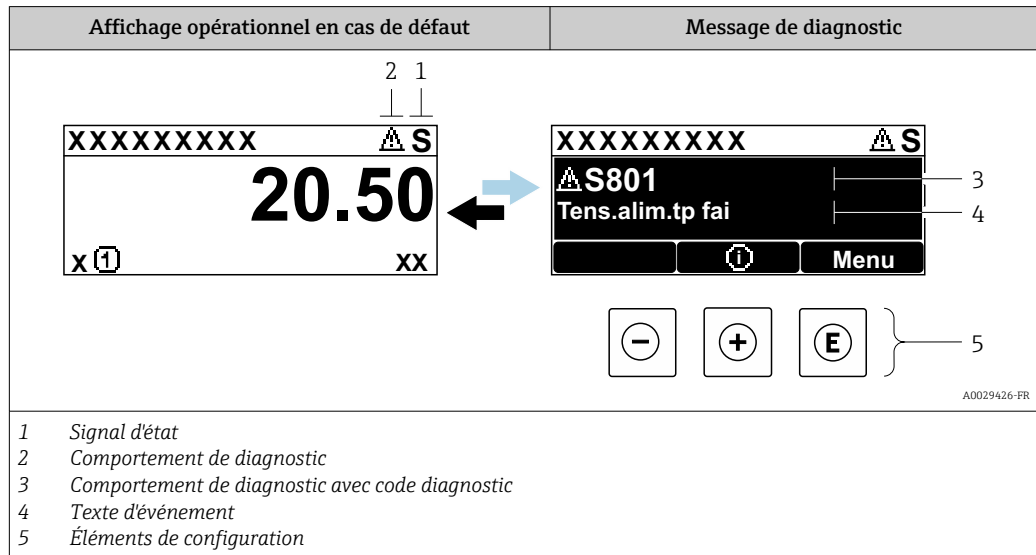 Affichage opérationnel en cas de défaut
Message de diagnostic
2 1
XXXXXXXXX ⚠ S
20.50
x ① XX
XXXXXXXXX ⚠ S
⚠S801
3
Tens.alim.tp fai
4
ⓘ Menu
− + E
5
A0029426-FR
1 Signal d'état
2 Comportement de diagnostic
3 Comportement de diagnostic avec code diagnostic
4 Texte d'événement
5 Éléments de configuration